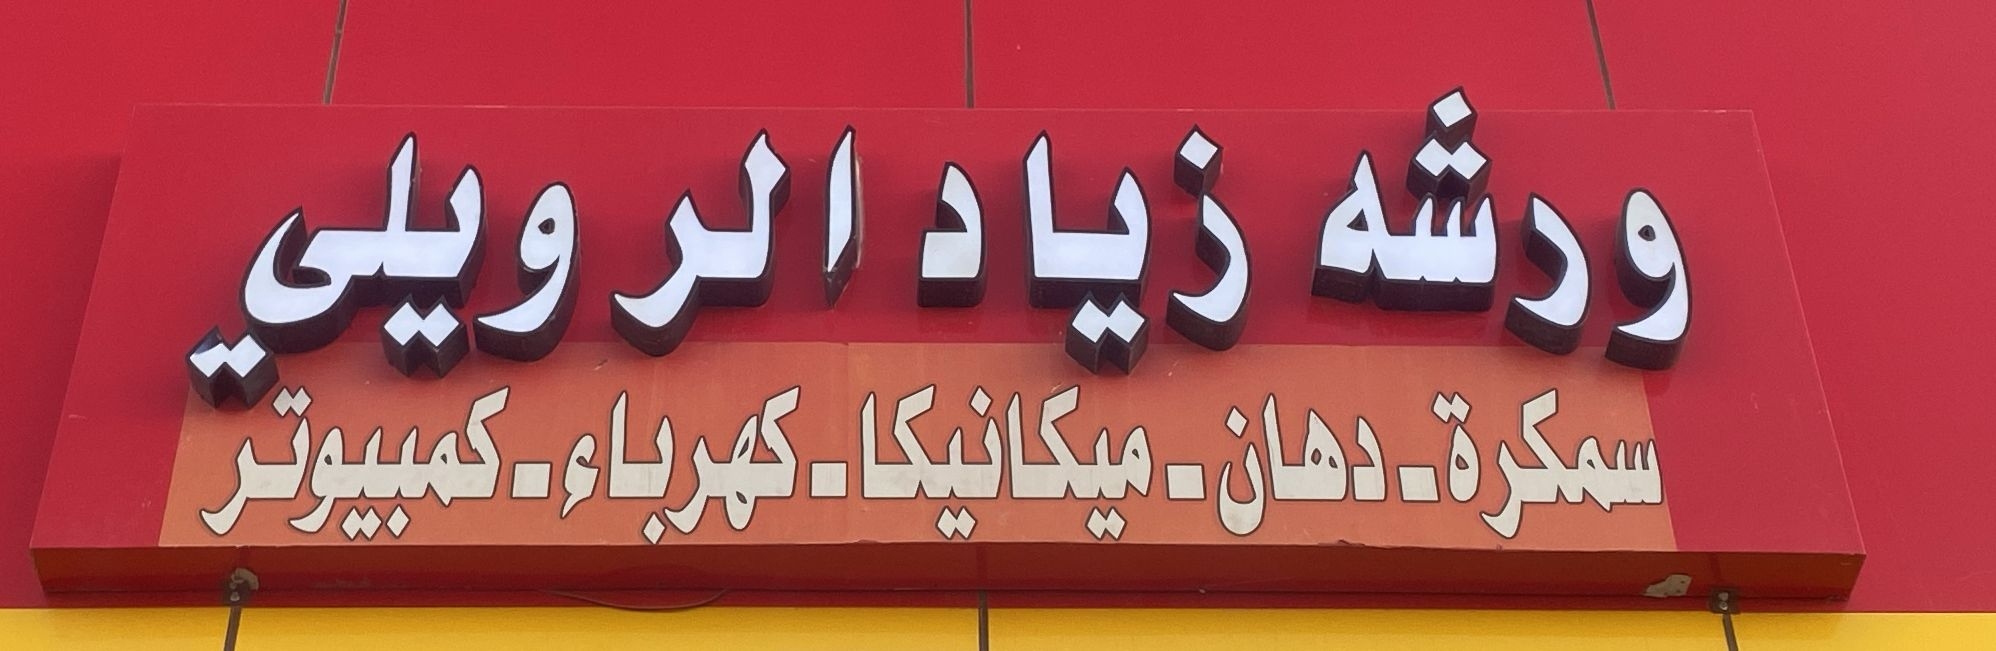 ورشه زياد الرويلي
سمكرة - دهان - ميكانيكا - كهرباء - كمبيوتر